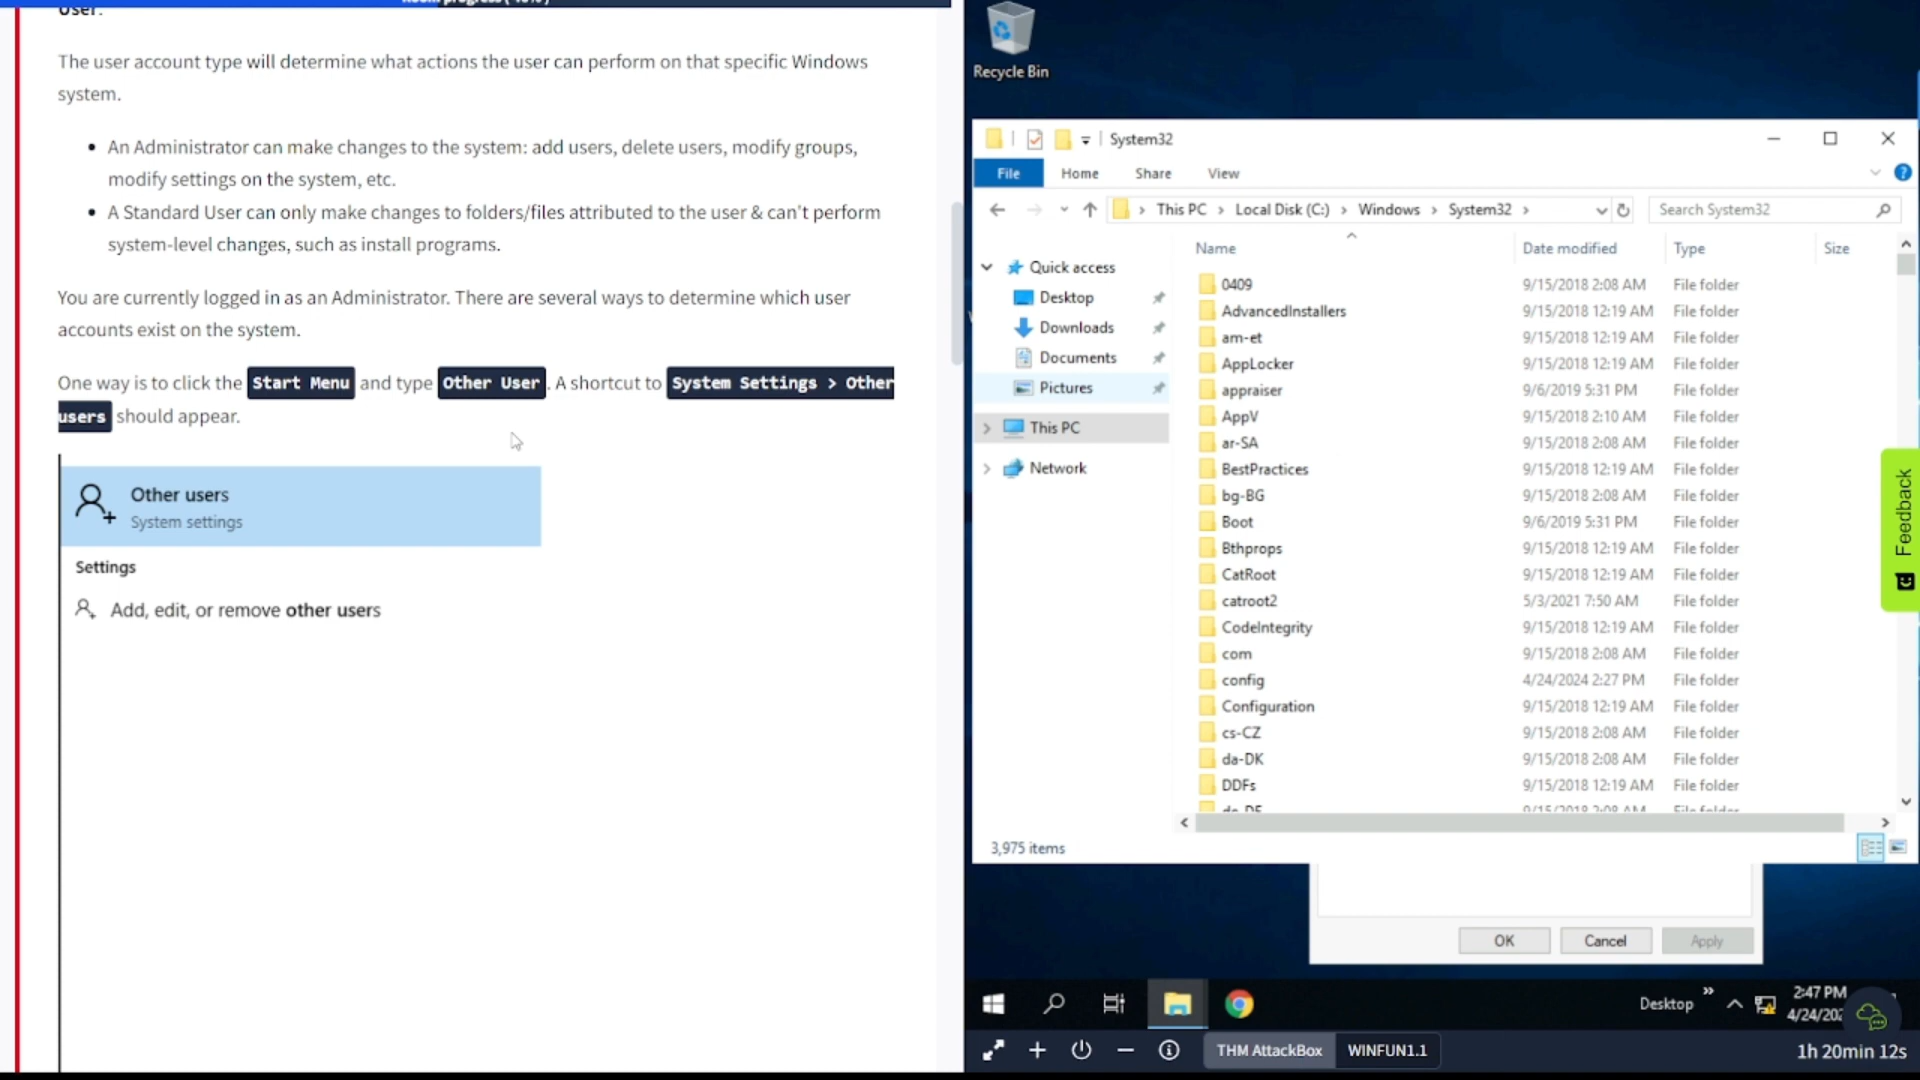 User.
The user account type will determine what actions the user can perform on that specific Windows
system.
An Administrator can make changes to the system: add users, delete users, modify groups,
modify settings on the system, etc.
A Standard User can only make changes to folders/files attributed to the user & can't perform
system-level changes, such as install programs.
You are currently logged in as an Administrator. There are several ways to determine which user
accounts exist on the system.
One way is to click the Start Menu and type Other User. A shortcut to System Settings > Other
users should appear.
Other users
System settings
Settings
Add, edit, or remove other users
Recycle Bin
System32
File Home Share View
This PC > Local Disk (C:) > Windows > System32 >
Search System32
Quick access
Desktop
Downloads
Documents
Pictures
This PC
Network
Name Date modified Type Size
0409 9/15/2018 2:08 AM File folder
AdvancedInstallers 9/15/2018 12:19 AM File folder
am-et 9/15/2018 12:19 AM File folder
AppLocker 9/15/2018 12:19 AM File folder
appraiser 9/6/2019 5:31 PM File folder
AppV 9/15/2018 2:10 AM File folder
ar-SA 9/15/2018 2:08 AM File folder
BestPractices 9/15/2018 12:19 AM File folder
bg-BG 9/15/2018 2:08 AM File folder
Boot 9/6/2019 5:31 PM File folder
Bthprops 9/15/2018 12:19 AM File folder
CatRoot 9/15/2018 12:19 AM File folder
catroot2 5/3/2021 7:50 AM File folder
CodeIntegrity 9/15/2018 12:19 AM File folder
com 9/15/2018 2:08 AM File folder
config 4/24/2024 2:27 PM File folder
Configuration 9/15/2018 12:19 AM File folder
cs-CZ 9/15/2018 2:08 AM File folder
da-DK 9/15/2018 2:08 AM File folder
DDFs 9/15/2018 12:19 AM File folder
de-DE 9/15/2018 2:08 AM File folder
3,975 items
Feedback
OK Cancel Apply
Desktop
2:47 PM
4/24/202
THM AttackBox WINFUN1.1
1h 20min 12s